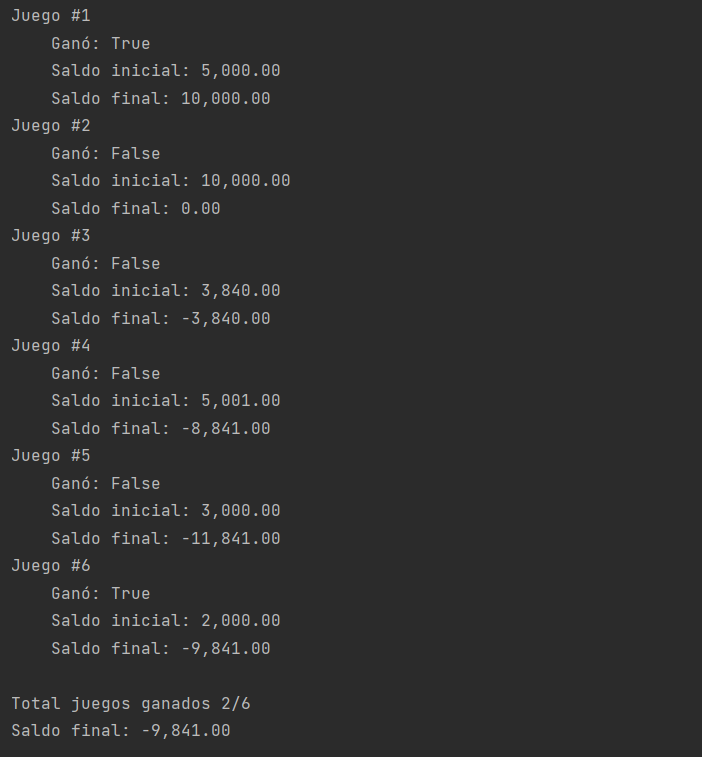 Juego #1
    Ganó: True
    Saldo inicial: 5,000.00
    Saldo final: 10,000.00
Juego #2
    Ganó: False
    Saldo inicial: 10,000.00
    Saldo final: 0.00
Juego #3
    Ganó: False
    Saldo inicial: 3,840.00
    Saldo final: -3,840.00
Juego #4
    Ganó: False
    Saldo inicial: 5,001.00
    Saldo final: -8,841.00
Juego #5
    Ganó: False
    Saldo inicial: 3,000.00
    Saldo final: -11,841.00
Juego #6
    Ganó: True
    Saldo inicial: 2,000.00
    Saldo final: -9,841.00

Total juegos ganados 2/6
Saldo final: -9,841.00